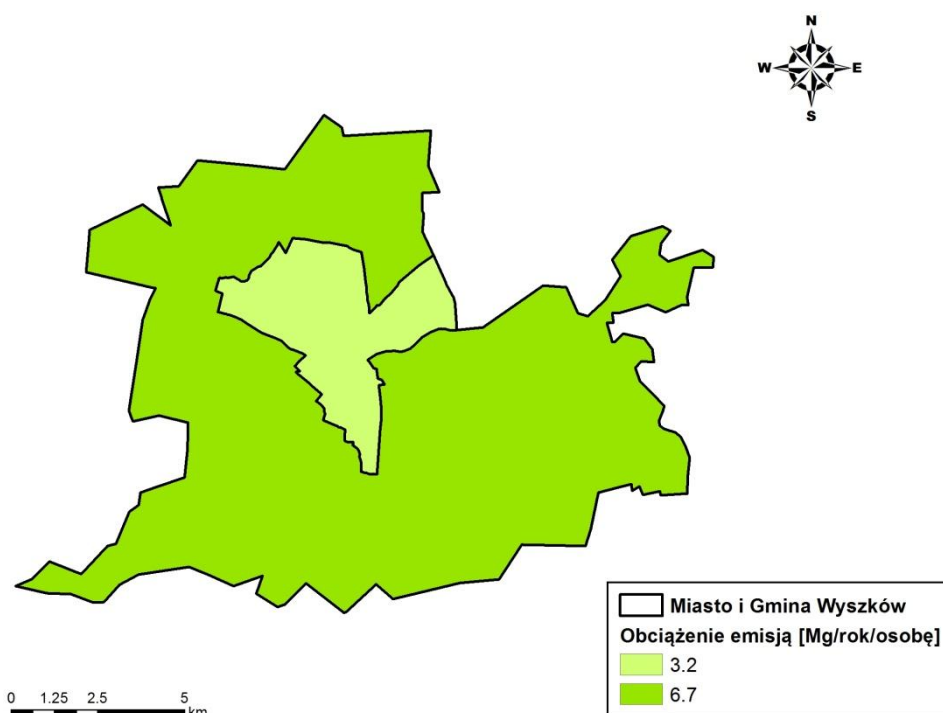 N
W E
S
Miasto i Gmina Wyszków
Obciążenie emisją [Mg/rok/osobę]
3.2
6.7
0 1.25 2.5 5
km